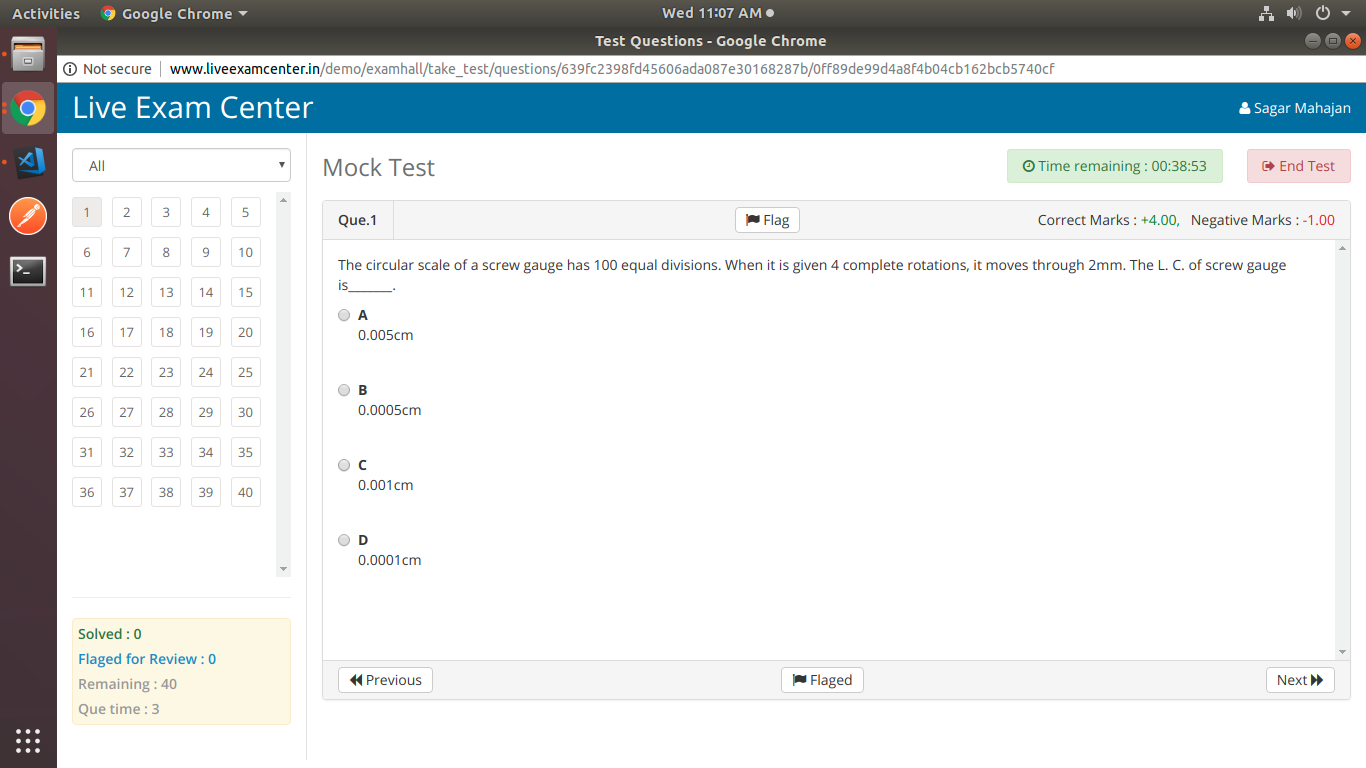 Activities Google Chrome Wed 11:07 AM
Test Questions - Google Chrome
Not secure www.liveexamcenter.in/demo/examhall/take_test/questions/639fc2398fd45606ada087e30168287b/0ff89de99d4a8f4b04cb162bcb5740cf
Live Exam Center Sagar Mahajan
All
1 2 3 4 5
6 7 8 9 10
11 12 13 14 15
16 17 18 19 20
21 22 23 24 25
26 27 28 29 30
31 32 33 34 35
36 37 38 39 40
Solved : 0
Flaged for Review : 0
Remaining : 40
Que time : 3
Mock Test Time remaining : 00:38:53 End Test
Que.1 Flag Correct Marks : +4.00, Negative Marks : -1.00
The circular scale of a screw gauge has 100 equal divisions. When it is given 4 complete rotations, it moves through 2mm. The L. C. of screw gauge
is_______.
A
0.005cm
B
0.0005cm
C
0.001cm
D
0.0001cm
Previous Flaged Next